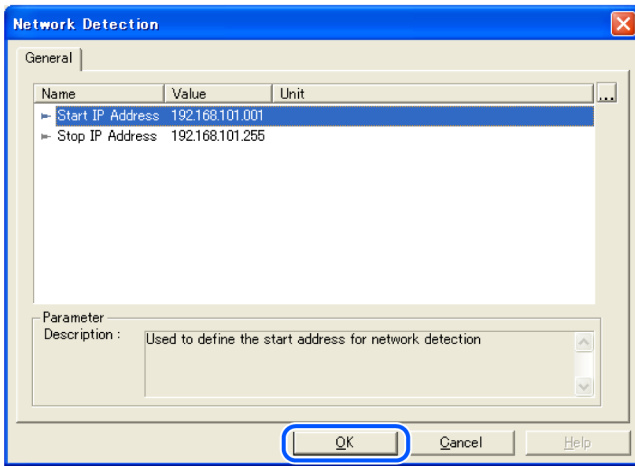 Network Detection
General
Name Value Unit ...
Start IP Address 192.168.101.001
Stop IP Address 192.168.101.255
Parameter
Description : Used to define the start address for network detection
OK Cancel Help